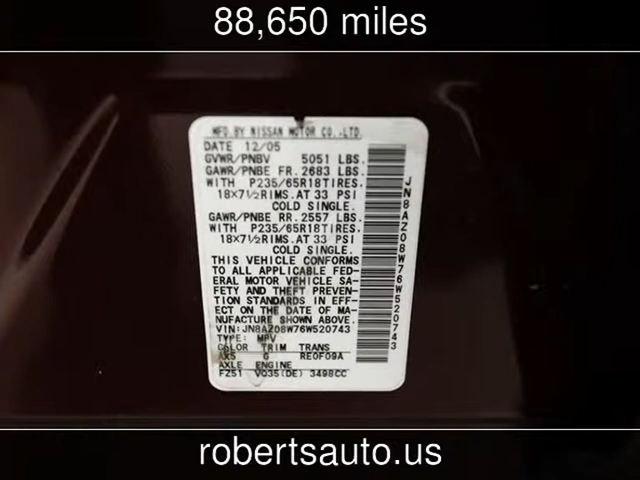 88,650 miles
MFD.BY NISSAN MOTOR CO.,LTD.
DATE 12/05
GVWR/PNBV 5051 LBS.
GAWR/PNBE FR.2683 LBS.
WITH P235/65R18TIRES.
18x7½RIMS.AT 33 PSI
COLD SINGLE.
GAWR/PNBE RR.2557 LBS.
WITH P235/65R18TIRES.
18x7½RIMS.AT 33 PSI
COLD SINGLE.
THIS VEHICLE CONFORMS
TO ALL APPLICABLE FED-
ERAL MOTOR VEHICLE SA-
FETY AND THEFT PREVEN-
TION STANDARDS IN EFF-
ECT ON THE DATE OF MA-
NUFACTURE SHOWN ABOVE.
VIN:JN8AZ08W76W520743
TYPE: MPV
COLOR TRIM TRANS
AX5 G RE0F09A
AXLE ENGINE
FZ51 VQ35(DE) 3498CC
JN8AZ08W76W520743
robertsauto.us